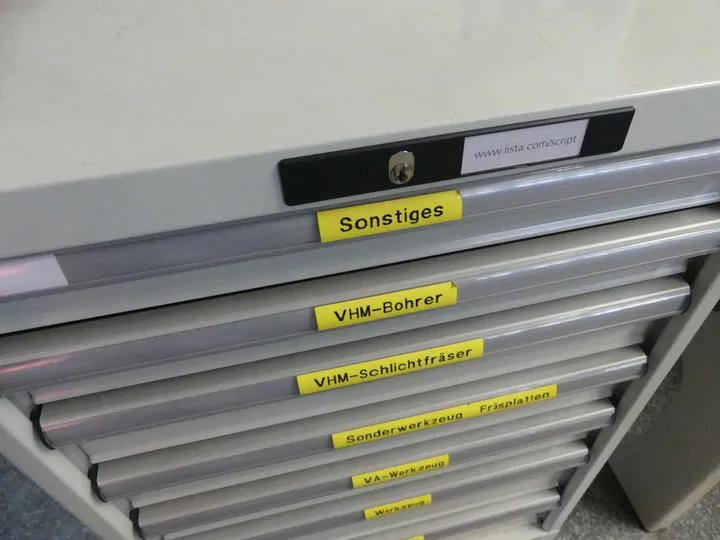 www.lista.com/script
Sonstiges
VHM-Bohrer
VHM-Schlichtfräser
Sonderwerkzeug Fräsplatten
VA-Werkzeug
Werkzeug